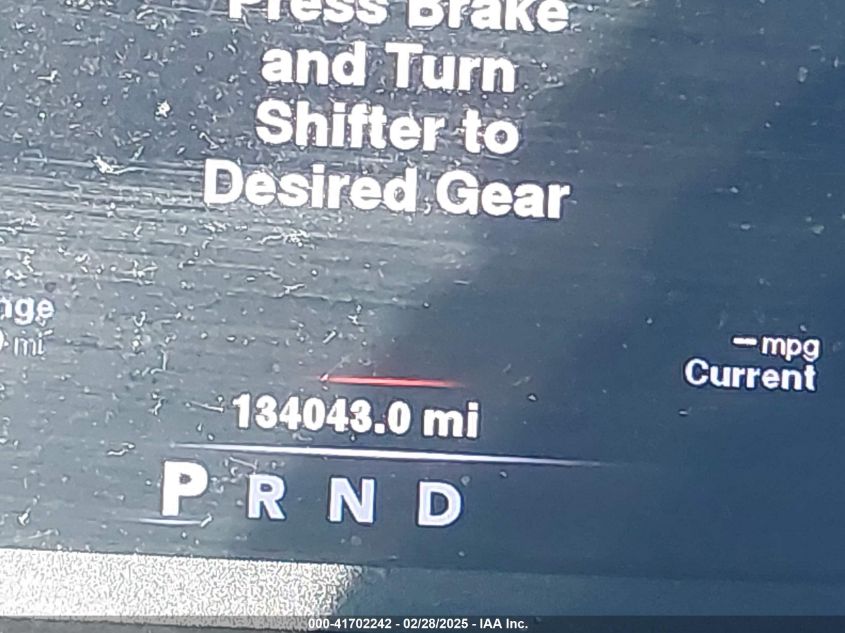 Press Brake
and Turn
Shifter to
Desired Gear
mi
--mpg
Current
134043.0 mi
P R N D
000-41702242 - 02/28/2025 - IAA Inc.